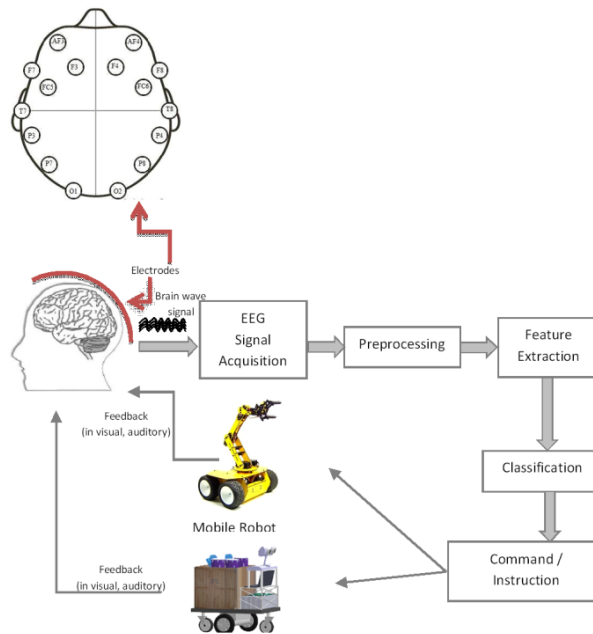 AF3 AF4
F7 F3 F4 F8
FC5 FC6
T7 T8
P3 P4
P7 P8
O1 O2
Electrodes
Brain wave
signal
EEG
Signal
Acquisition
Preprocessing
Feature
Extraction
Feedback
(in visual, auditory)
Classification
Mobile Robot
Command /
Instruction
Feedback
(in visual, auditory)